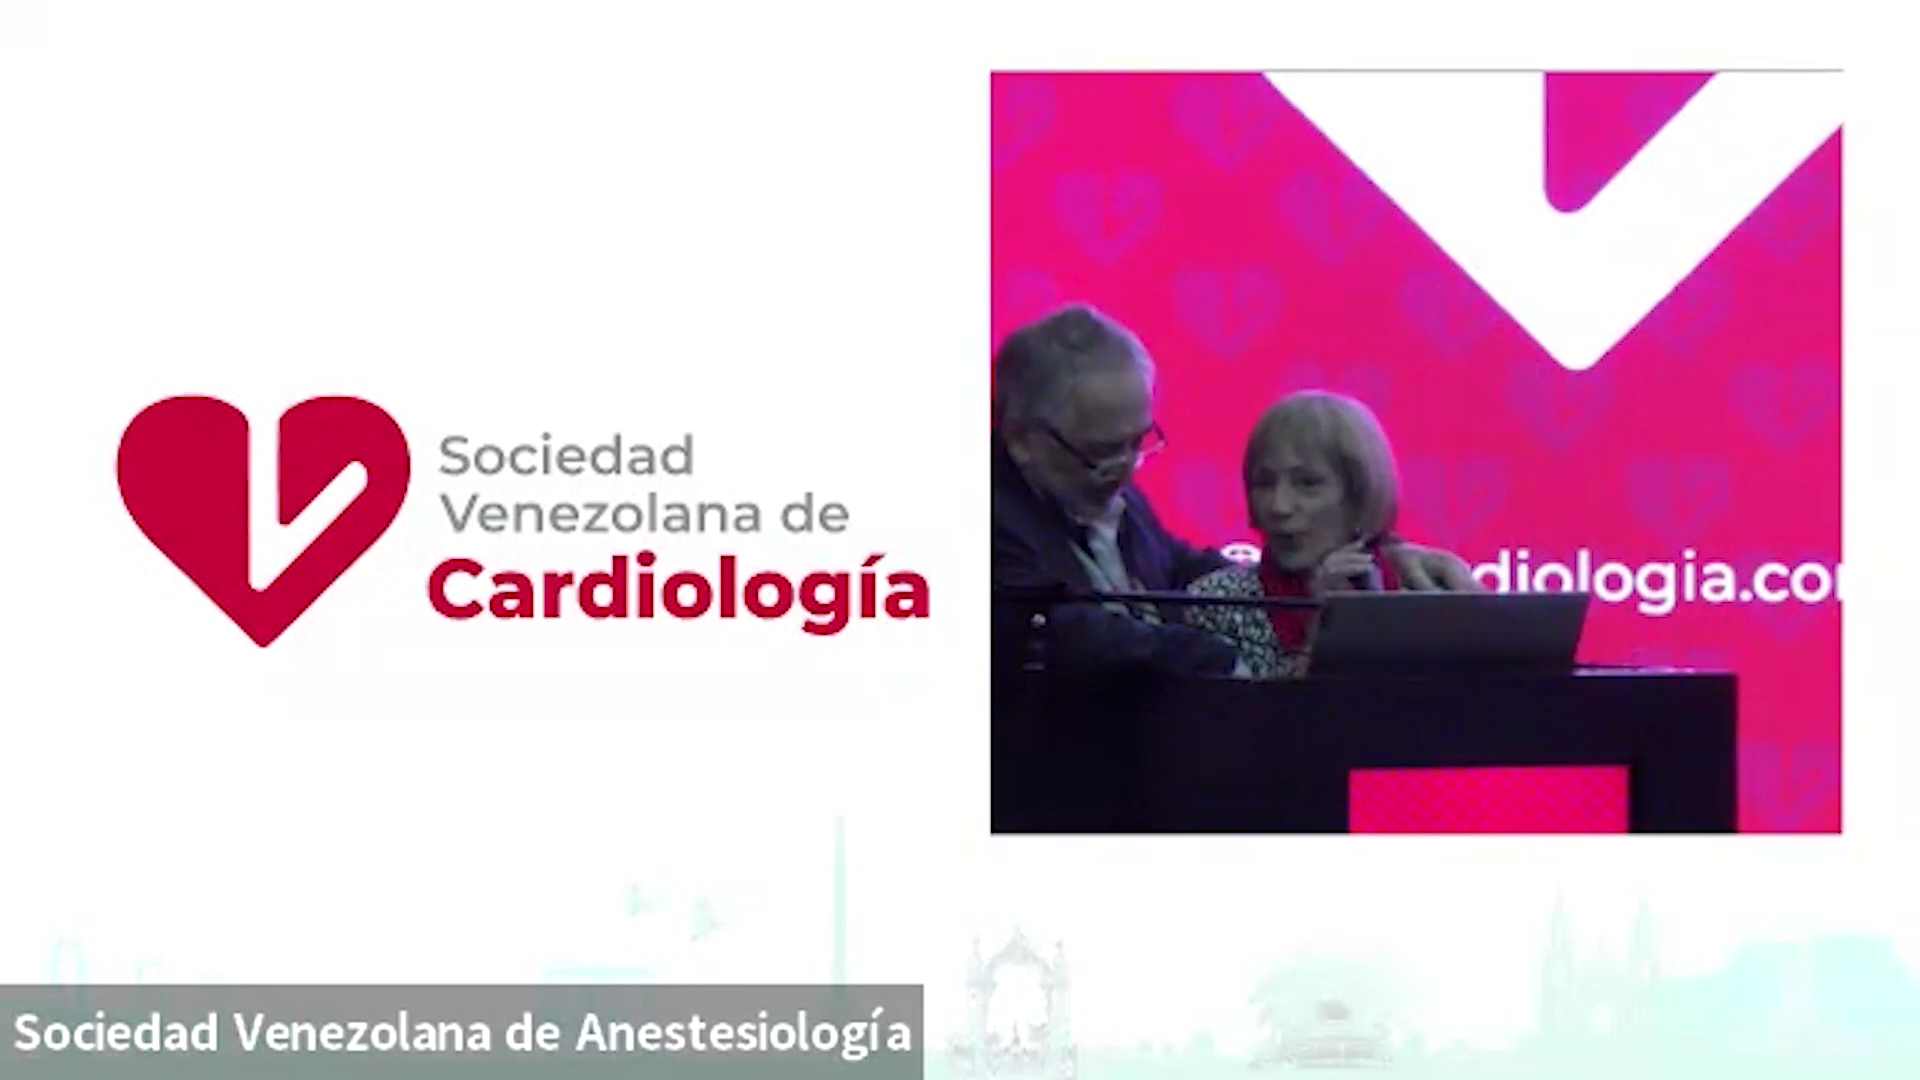 Sociedad
Venezolana de
Cardiología
diologia.co
Sociedad Venezolana de Anestesiología